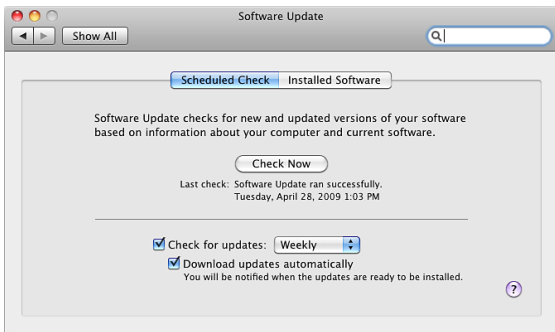 Software Update
Show All
Scheduled Check Installed Software
Software Update checks for new and updated versions of your software
based on information about your computer and current software.
Check Now
Last check: Software Update ran successfully.
Tuesday, April 28, 2009 1:03 PM
Check for updates: Weekly
Download updates automatically
You will be notified when the updates are ready to be installed.
?